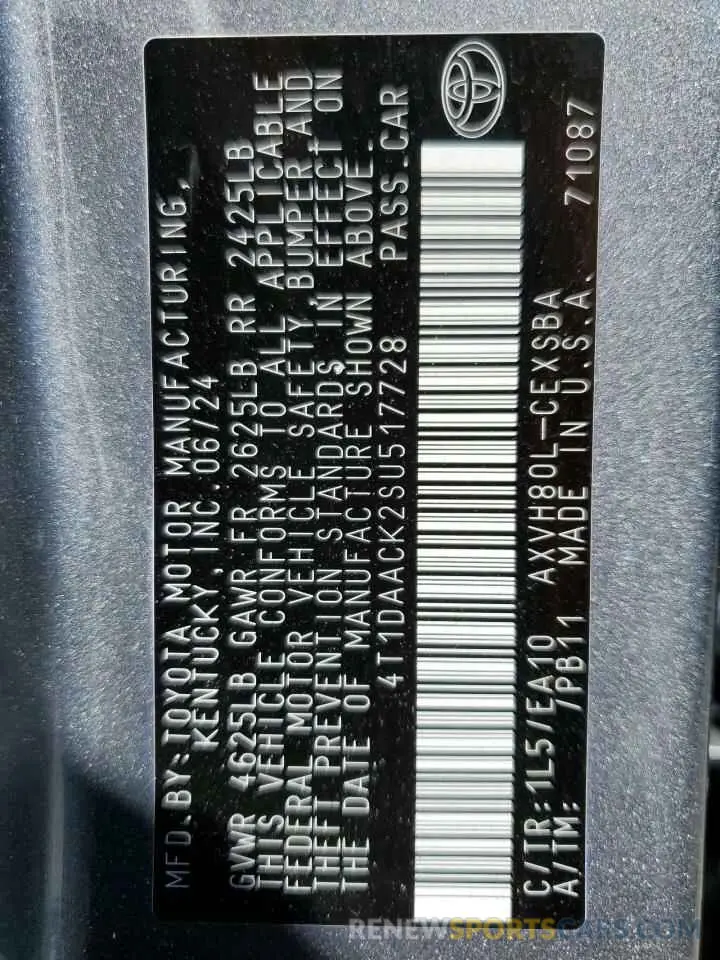 MFD. BY: TOYOTA MOTOR MANUFACTURING,
KENTUCKY, INC. 06/24
GVWR 4625LB GAWR FR 2625LB RR 2425LB
THIS VEHICLE CONFORMS TO ALL APPLICABLE
FEDERAL MOTOR VEHICLE SAFETY, BUMPER AND
THEFT PREVENTION STANDARDS IN EFFECT ON
THE DATE OF MANUFACTURE SHOWN ABOVE.
4T1DAACK2SU517728 PASS.CAR
C/TR:1L5/EA10 AXVH80L-CEXSBA
A/TM: /PB11 MADE IN U.S.A. 71087
RENEWSPORTSCARS.COM